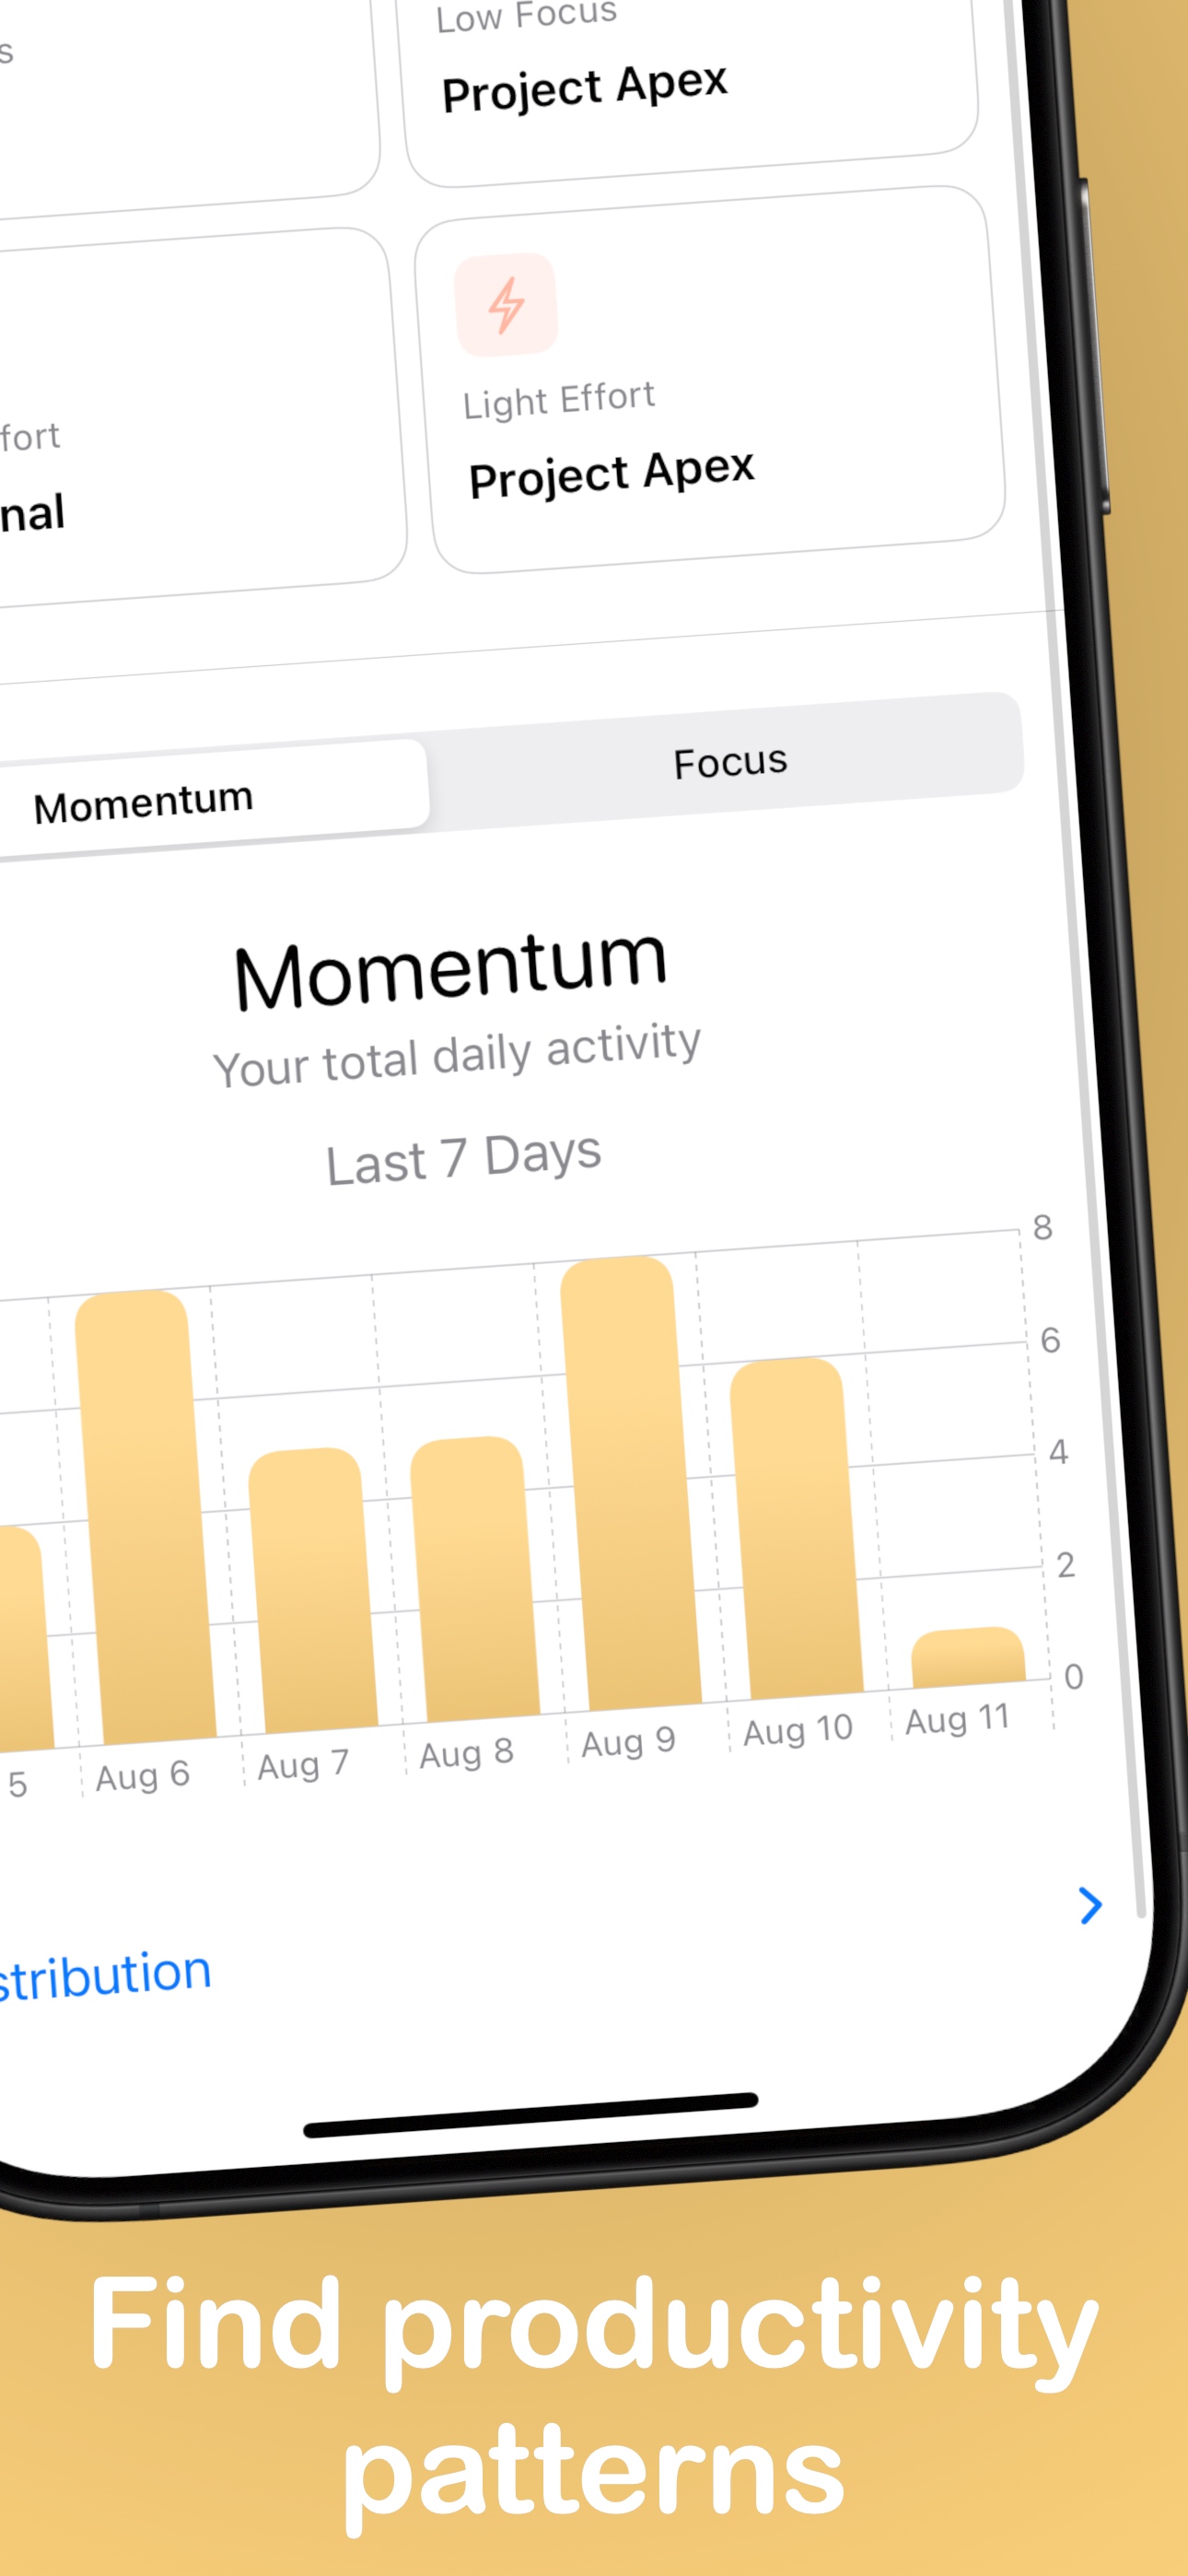 Low Focus
s
Project Apex
Light Effort
fort
Project Apex
nal
Momentum
Focus
Momentum
Your total daily activity
Last 7 Days
8
6
4
2
0
5
Aug 6
Aug 7
Aug 8
Aug 9
Aug 10
Aug 11
stribution
Find productivity
patterns